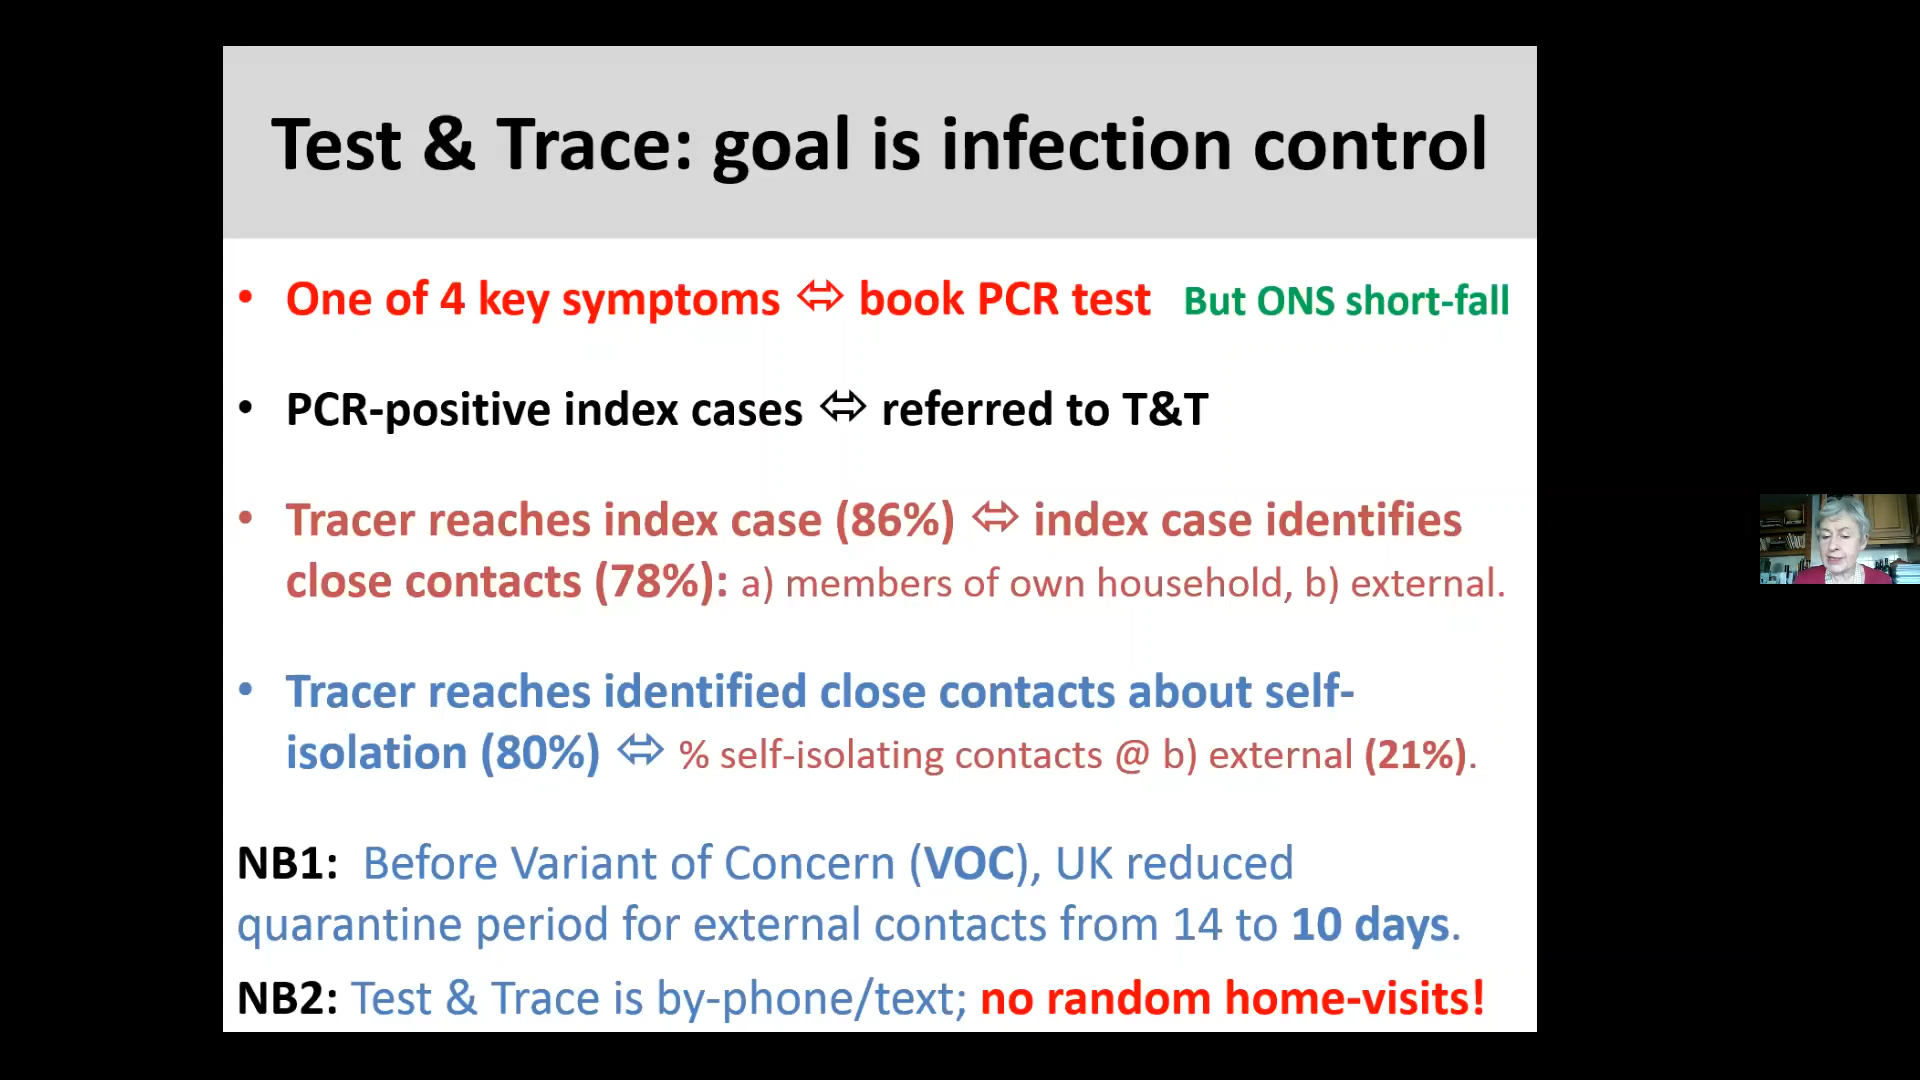 Test & Trace: goal is infection control
• One of 4 key symptoms ⬄ book PCR test But ONS short-fall
• PCR-positive index cases ⬄ referred to T&T
• Tracer reaches index case (86%) ⬄ index case identifies
close contacts (78%): a) members of own household, b) external.
• Tracer reaches identified close contacts about self-
isolation (80%) ⬄ % self-isolating contacts @ b) external (21%).
NB1: Before Variant of Concern (VOC), UK reduced
quarantine period for external contacts from 14 to 10 days.
NB2: Test & Trace is by-phone/text; no random home-visits!